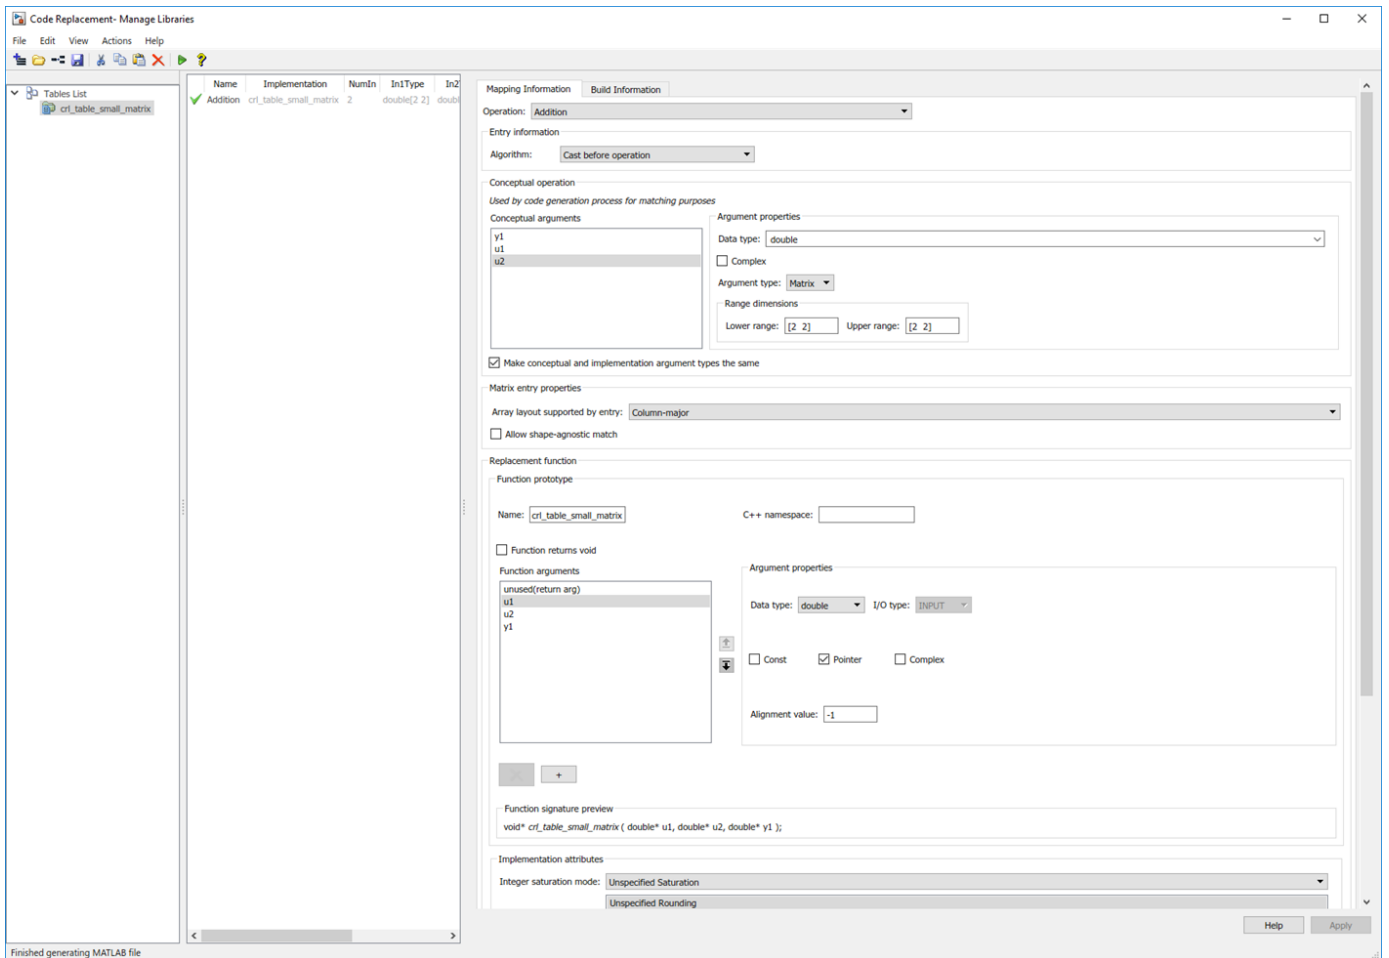 Code Replacement- Manage Libraries
File Edit View Actions Help
Tables List
crl_table_small_matrix
Name Implementation NumIn In1Type In2
Addition crl_table_small_matrix 2 double[2 2] doubl
Mapping Information Build Information
Operation: Addition
Entry information
Algorithm: Cast before operation
Conceptual operation
Used by code generation process for matching purposes
Conceptual arguments
y1
u1
u2
Argument properties
Data type: double
Complex
Argument type: Matrix
Range dimensions
Lower range: [2 2] Upper range: [2 2]
Make conceptual and implementation argument types the same
Matrix entry properties
Array layout supported by entry: Column-major
Allow shape-agnostic match
Replacement function
Function prototype
Name: crl_table_small_matrix C++ namespace:
Function returns void
Function arguments
unused(return arg)
u1
u2
y1
Argument properties
Data type: double I/O type: INPUT
Const Pointer Complex
Alignment value: -1
+
Function signature preview
void* crl_table_small_matrix ( double* u1, double* u2, double* y1 );
Implementation attributes
Integer saturation mode: Unspecified Saturation
Unspecified Rounding
Help Apply
Finished generating MATLAB file